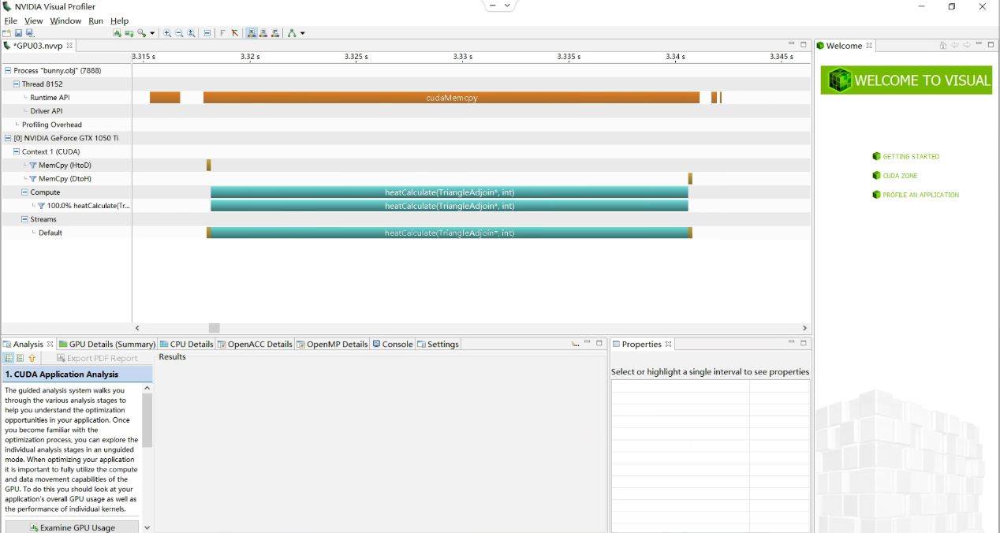 NVIDIA Visual Profiler
File View Window Run Help
*GPU03.nvvp
3.315 s 3.32 s 3.325 s 3.33 s 3.335 s 3.34 s 3.345 s
Process "bunny.obj" (7888)
Thread 8152
Runtime API
cudaMemcpy
Driver API
Profiling Overhead
[0] NVIDIA GeForce GTX 1050 Ti
Context 1 (CUDA)
MemCpy (HtoD)
MemCpy (DtoH)
Compute
heatCalculate(TriangleAdjoin*, int)
100.0% heatCalculate(Tr...
heatCalculate(TriangleAdjoin*, int)
Streams
Default
heatCalculate(TriangleAdjoin*, int)
Welcome
WELCOME TO VISUAL
GETTING STARTED
CUDA ZONE
PROFILE AN APPLICATION
Analysis GPU Details (Summary) CPU Details OpenACC Details OpenMP Details Console Settings
Export PDF Report
1. CUDA Application Analysis
The guided analysis system walks you
through the various analysis stages to
help you understand the optimization
opportunities in your application. Once
you become familiar with the
optimization process, you can explore the
individual analysis stages in an unguided
mode. When optimizing your application
it is important to fully utilize the compute
and data movement capabilities of the
GPU. To do this you should look at your
application's overall GPU usage as well as
the performance of individual kernels.
Examine GPU Usage
Results
Properties
Select or highlight a single interval to see properties